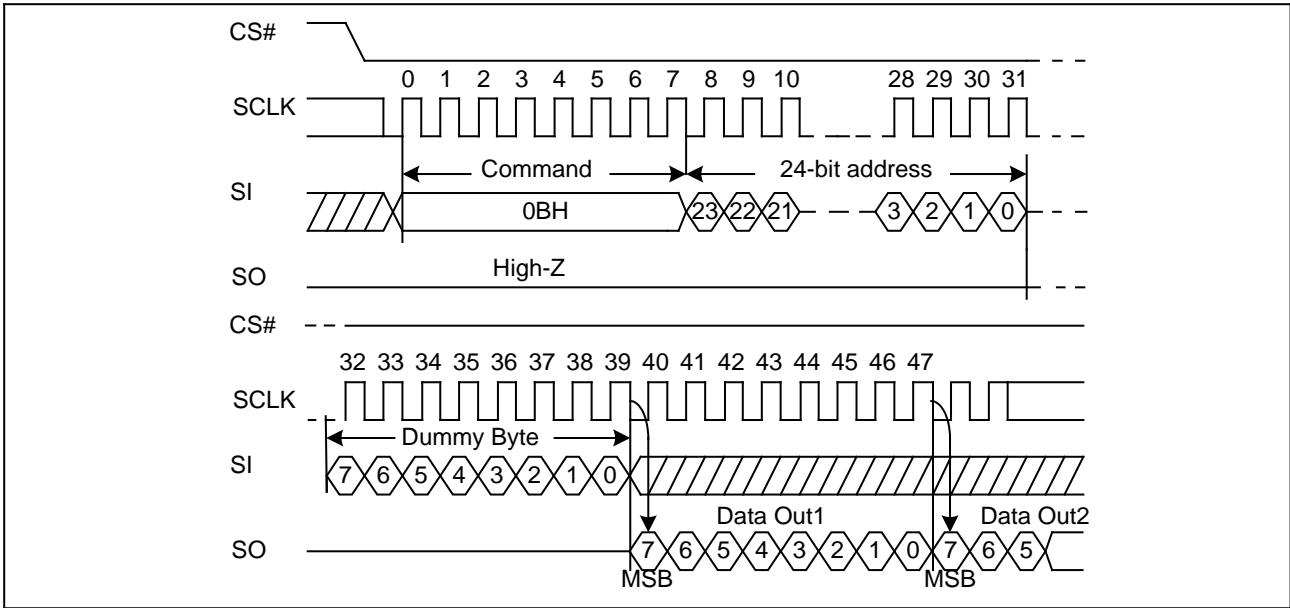 CS#
0 1 2 3 4 5 6 7 8 9 10 28 29 30 31
SCLK
Command 24-bit address
SI
0BH 23 22 21 3 2 1 0
High-Z
SO
CS#
32 33 34 35 36 37 38 39 40 41 42 43 44 45 46 47
SCLK
Dummy Byte
SI
7 6 5 4 3 2 1 0
Data Out1 Data Out2
SO
7 6 5 4 3 2 1 0 7 6 5
MSB MSB